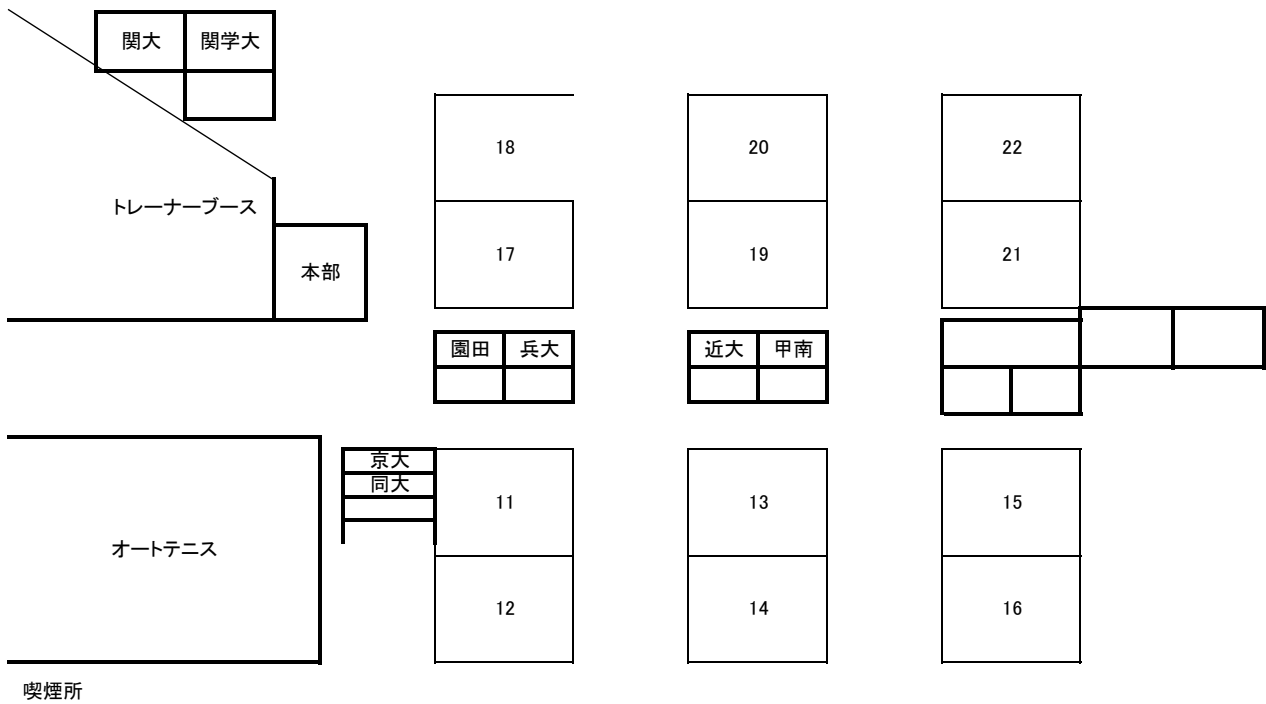 関大 関学大
18 20 22
トレーナーブース
17 19 21
本部
園田 兵大 近大 甲南
京大
同大
11 13 15
オートテニス
12 14 16
喫煙所